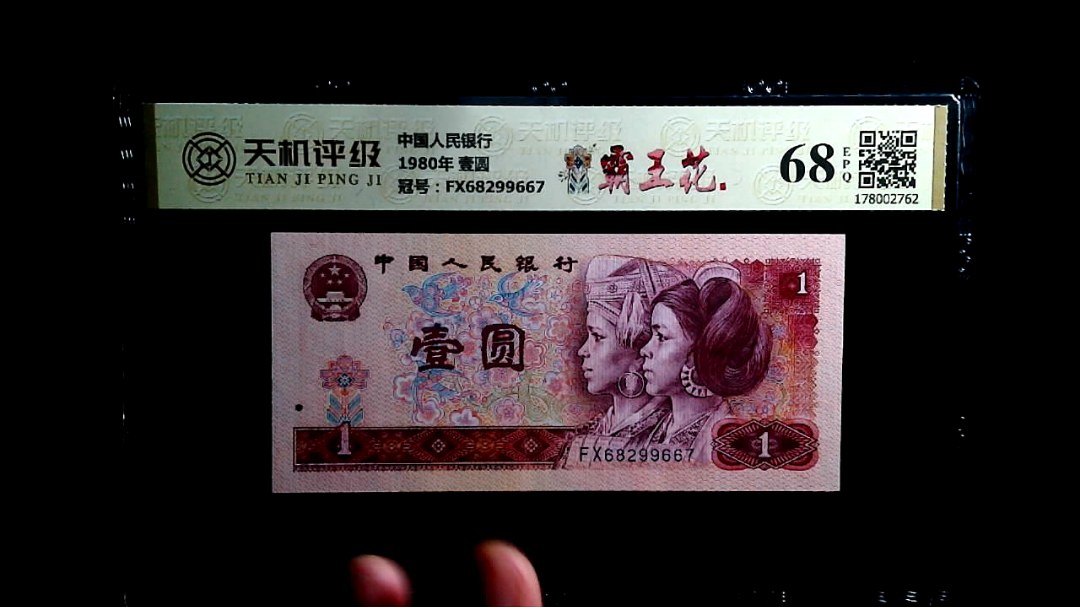 天机评级
TIAN JI PING JI
中国人民银行
1980年 壹圆
冠号：FX68299667
霸王花
68
EPQ
178002762
中国人民银行
1
壹圆
1
FX68299667
1